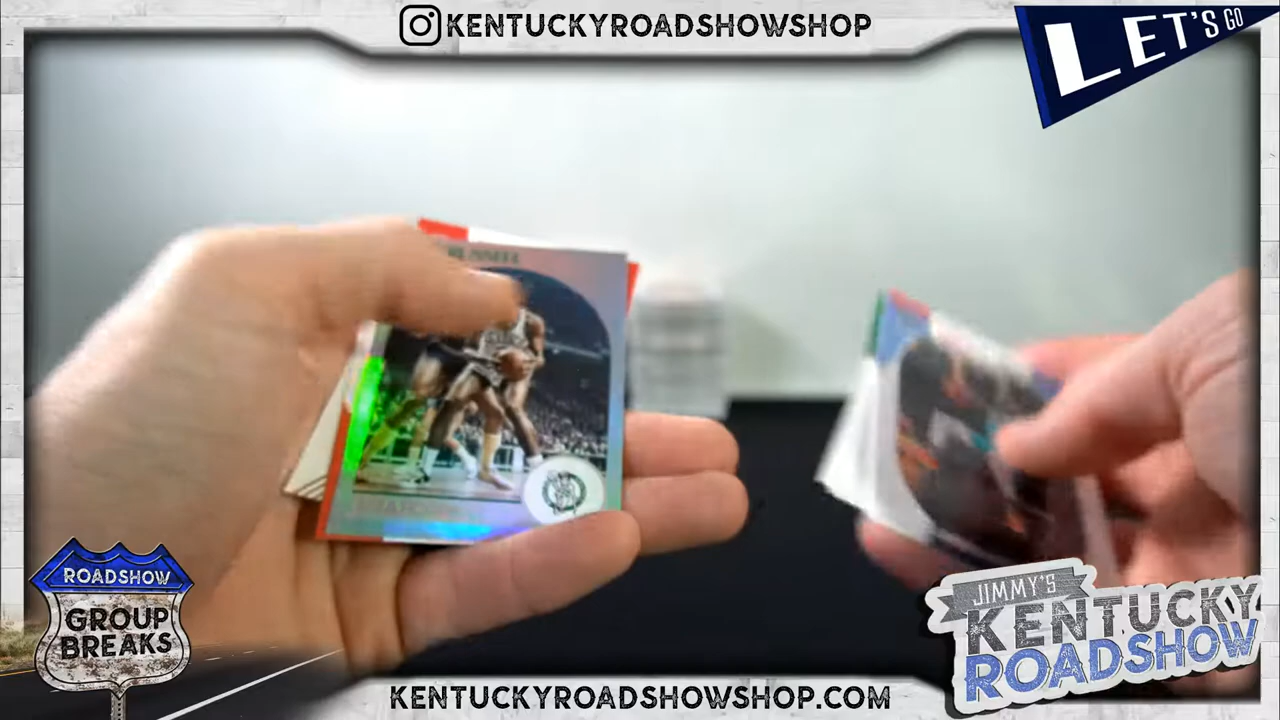 KENTUCKYROADSHOWSHOP
LET'S GO
ROADSHOW
GROUP
BREAKS
JIMMY'S
KENTUCKY
ROADSHOW
KENTUCKYROADSHOWSHOP.COM